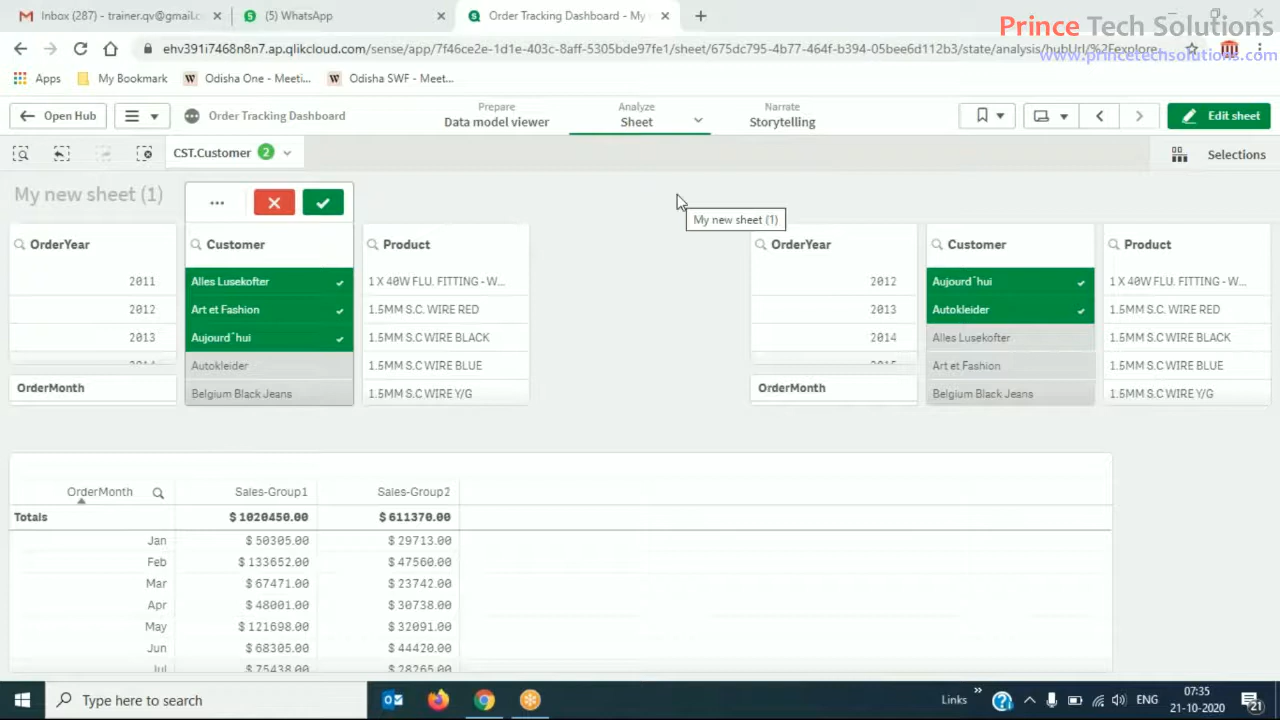 Inbox (287) - trainer.qv@gmail.c
(5) WhatsApp
Order Tracking Dashboard - My
Prince Tech Solutions
ehv391i7468n8n7.ap.qlikcloud.com/sense/app/7f46ce2e-1d1e-403c-8aff-5305bde97fe1/sheet/675dc795-4b77-464f-b394-05bee6d112b3/state/analysis/hubUrl/%2Fexplore
www.princetechsolutions.com
Apps
My Bookmark
Odisha One - Meeti...
Odisha SWF - Meet...
Open Hub
Order Tracking Dashboard
Prepare
Data model viewer
Analyze
Sheet
Narrate
Storytelling
Edit sheet
CST.Customer 2
Selections
My new sheet (1)
...
My new sheet (1)
OrderYear
2011
2012
2013
2014
OrderMonth
Customer
Alles Lusekofter
Art et Fashion
Aujourd´hui
Autokleider
Belgium Black Jeans
Product
1 X 40W FLU. FITTING - W...
1.5MM S.C. WIRE RED
1.5MM S.C WIRE BLACK
1.5MM S.C WIRE BLUE
1.5MM S.C WIRE Y/G
OrderYear
2012
2013
2014
2015
OrderMonth
Customer
Aujourd´hui
Autokleider
Alles Lusekofter
Art et Fashion
Belgium Black Jeans
Product
1 X 40W FLU. FITTING - W...
1.5MM S.C. WIRE RED
1.5MM S.C WIRE BLACK
1.5MM S.C WIRE BLUE
1.5MM S.C WIRE Y/G
OrderMonth Sales-Group1 Sales-Group2
Totals $ 1020450.00 $ 611370.00
Jan $ 50305.00 $ 29713.00
Feb $ 133652.00 $ 47560.00
Mar $ 67471.00 $ 23742.00
Apr $ 48001.00 $ 30738.00
May $ 121698.00 $ 32091.00
Jun $ 68305.00 $ 44420.00
Jul $ 75438.00 $ 28265.00
Type here to search
Links
ENG
07:35
21-10-2020
21